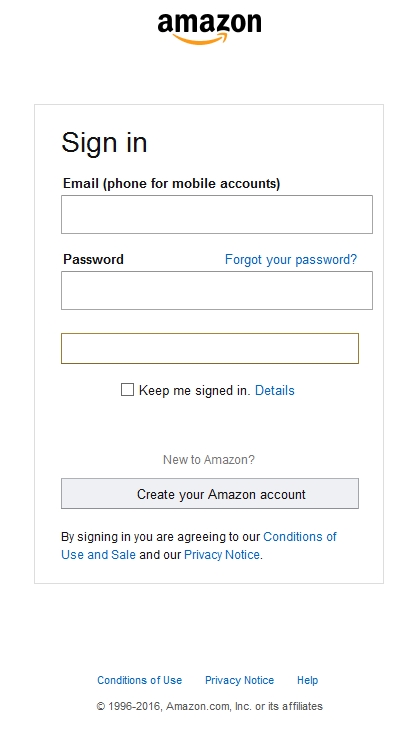 amazon
Sign in
Email (phone for mobile accounts)
Password Forgot your password?
Keep me signed in. Details
New to Amazon?
Create your Amazon account
By signing in you are agreeing to our Conditions of
Use and Sale and our Privacy Notice.
Conditions of Use Privacy Notice Help
© 1996-2016, Amazon.com, Inc. or its affiliates